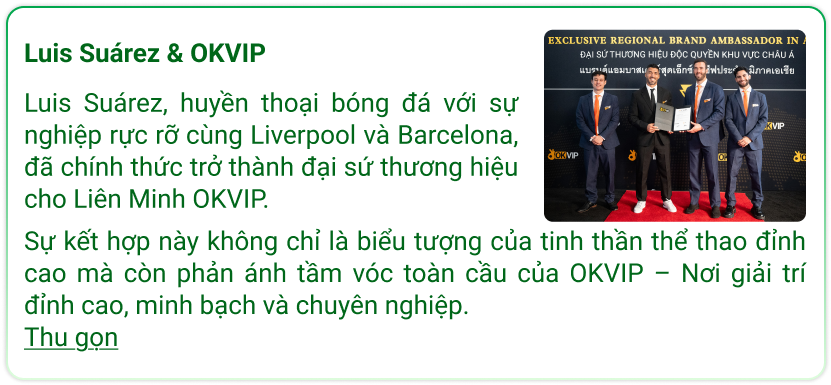 Luis Suárez & OKVIP
Luis Suárez, huyền thoại bóng đá với sự
nghiệp rực rỡ cùng Liverpool và Barcelona,
đã chính thức trở thành đại sứ thương hiệu
cho Liên Minh OKVIP.
EXCLUSIVE REGIONAL BRAND AMBASSADOR IN A
ĐẠI SỨ THƯƠNG HIỆU ĐỘC QUYỀN KHU VỰC CHÂU Á
OKVIP
OKVIP
Sự kết hợp này không chỉ là biểu tượng của tinh thần thể thao đỉnh
cao mà còn phản ánh tầm vóc toàn cầu của OKVIP – Nơi giải trí
đỉnh cao, minh bạch và chuyên nghiệp.
Thu gọn